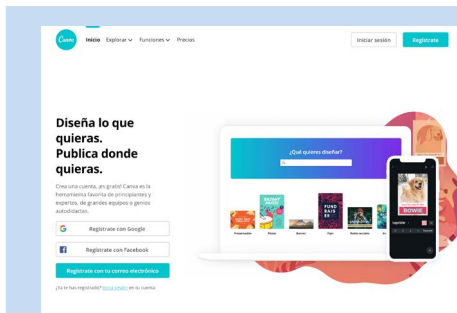 Canva
Inicio Explorar Funciones Precios
Iniciar sesión
Regístrate
Diseña lo que
quieras.
Publica donde
quieras.
Crea una cuenta, ¡es gratis! Canva es la
herramienta favorita de principiantes y
expertos, de grandes equipos o genios
autodidactas.
Regístrate con Google
Regístrate con Facebook
Regístrate con tu correo electrónico
¿Ya te has registrado? Inicia sesión en tu cuenta
¿Qué quieres diseñar?
FUND
RAIS
ER
BOWIE